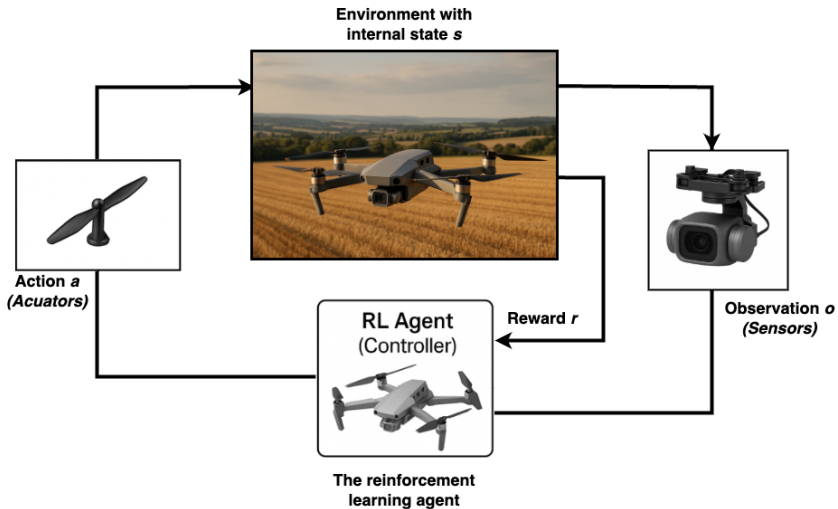 Environment with
internal state s
Action a
(Acuators)
RL Agent
(Controller)
Reward r
Observation o
(Sensors)
The reinforcement
learning agent